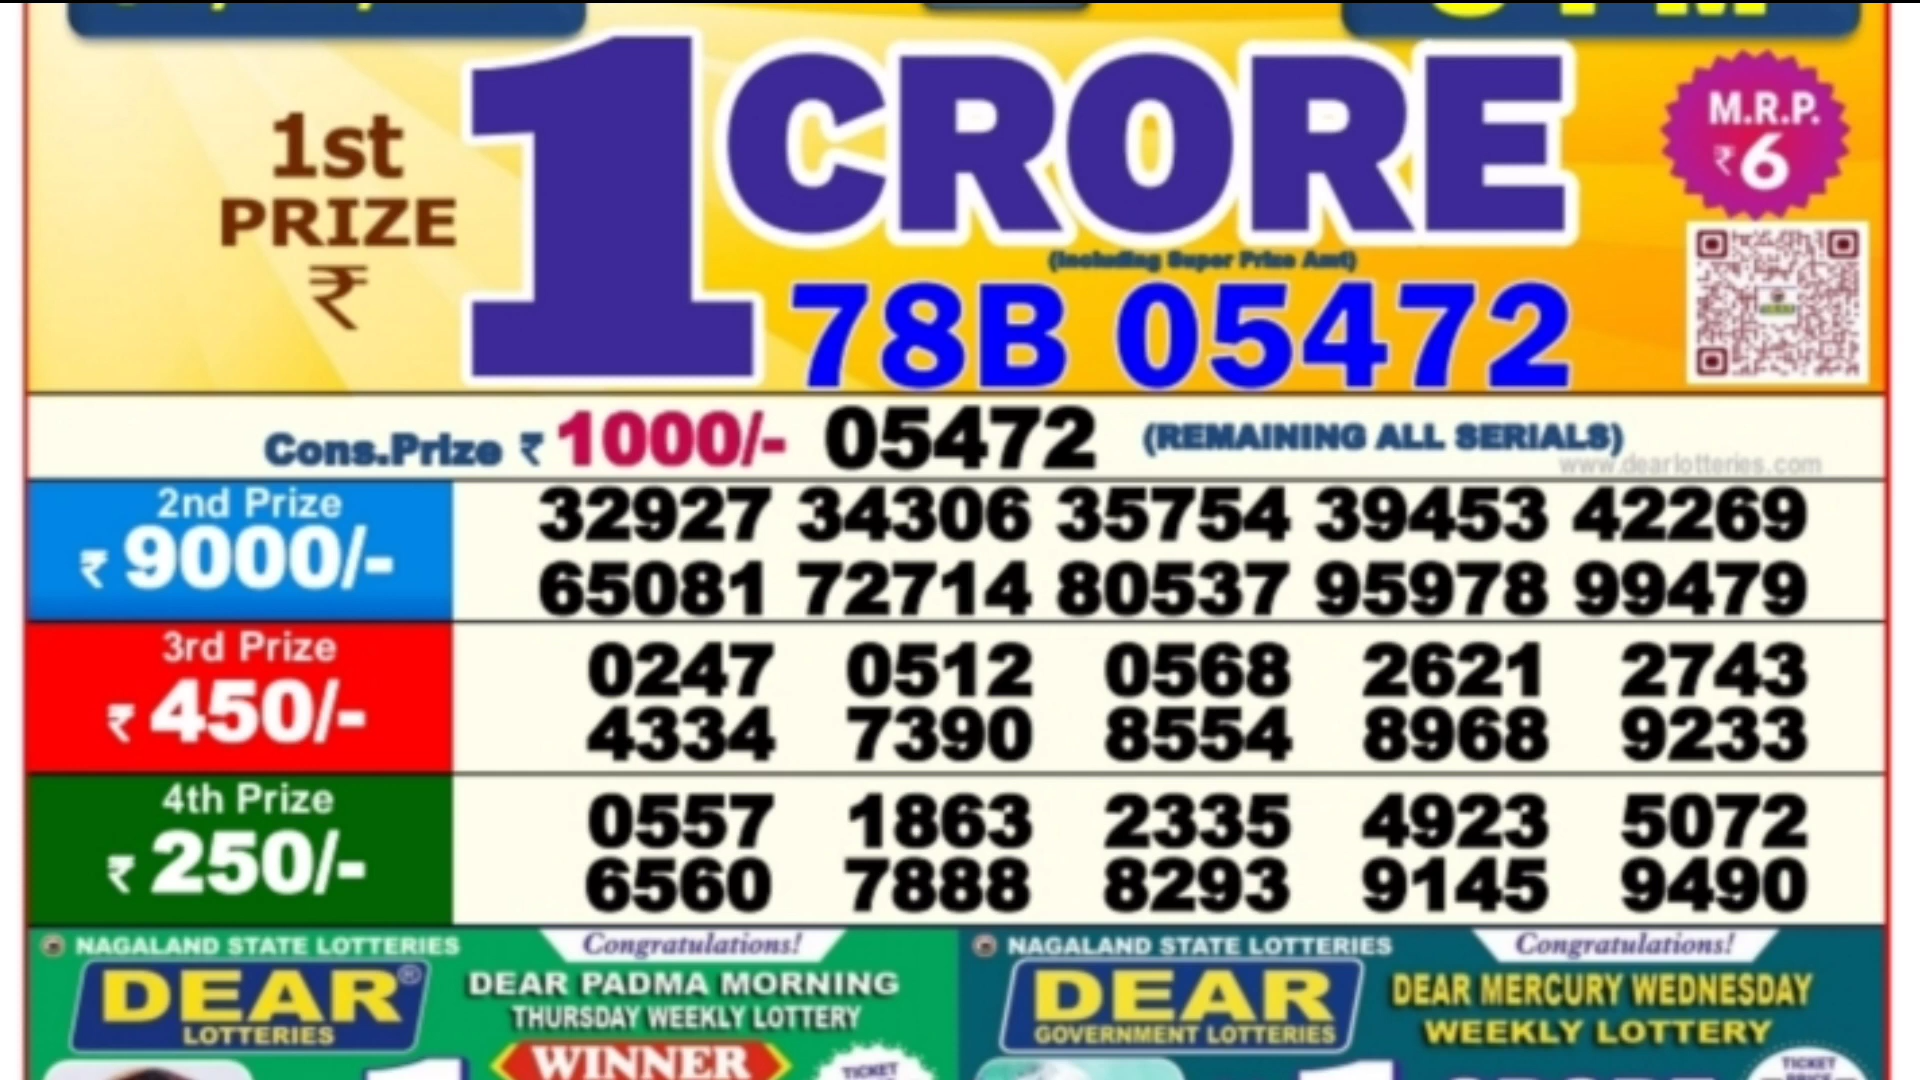 1st
PRIZE
₹
1 CRORE
(Including Super Prize Amt)
78B 05472
M.R.P.
₹6
Cons.Prize ₹ 1000/- 05472 (REMAINING ALL SERIALS)
www.dearlotteries.com
2nd Prize
₹ 9000/-
32927 34306 35754 39453 42269
65081 72714 80537 95978 99479
3rd Prize
₹ 450/-
0247 0512 0568 2621 2743
4334 7390 8554 8968 9233
4th Prize
₹ 250/-
0557 1863 2335 4923 5072
6560 7888 8293 9145 9490
NAGALAND STATE LOTTERIES
Congratulations!
DEAR®
LOTTERIES
DEAR PADMA MORNING
THURSDAY WEEKLY LOTTERY
WINNER
TICKET
NAGALAND STATE LOTTERIES
Congratulations!
DEAR
GOVERNMENT LOTTERIES
DEAR MERCURY WEDNESDAY
WEEKLY LOTTERY
TICKET